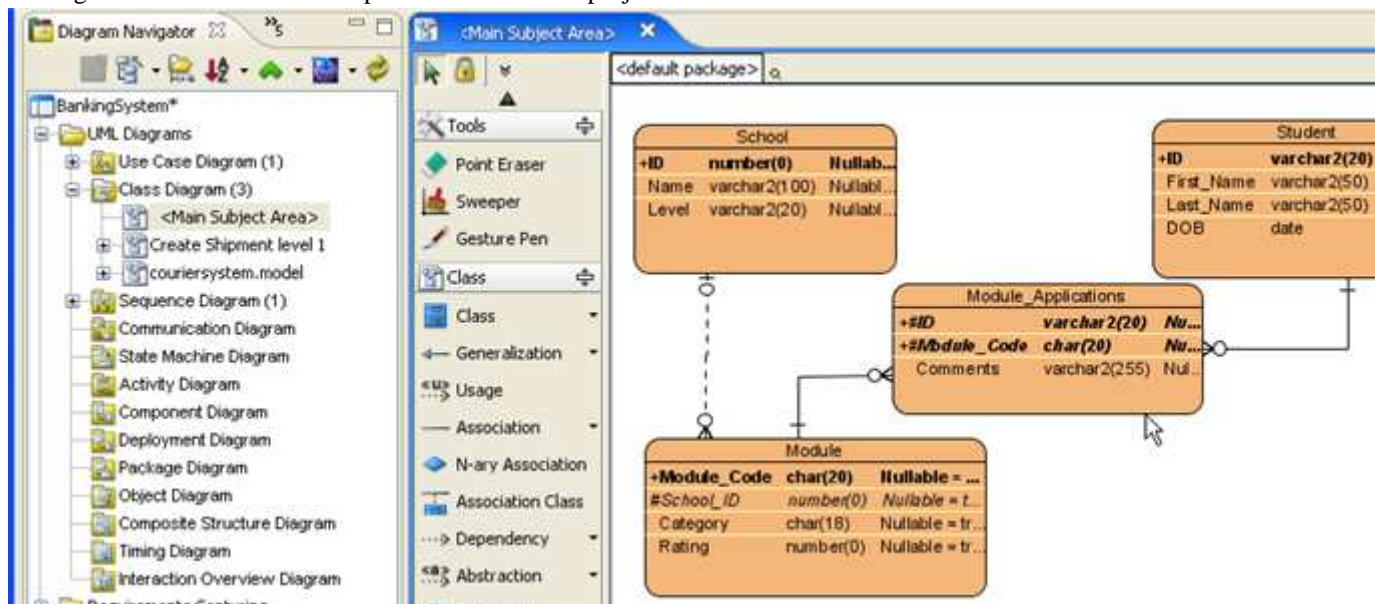 Diagram Navigator
»5
<Main Subject Area>
BankingSystem*
UML Diagrams
Use Case Diagram (1)
Class Diagram (3)
<Main Subject Area>
Create Shipment level 1
couriersystem.model
Sequence Diagram (1)
Communication Diagram
State Machine Diagram
Activity Diagram
Component Diagram
Deployment Diagram
Package Diagram
Object Diagram
Composite Structure Diagram
Timing Diagram
Interaction Overview Diagram
Tools
Point Eraser
Sweeper
Gesture Pen
Class
Class
Generalization
Usage
Association
N-ary Association
Association Class
Dependency
Abstraction
<default package>
School
+ID number(0) Nullab...
Name varchar2(100) Nullabl...
Level varchar2(20) Nullabl...
Student
+ID varchar2(20)
First_Name varchar2(50)
Last_Name varchar2(50)
DOB date
Module_Applications
+#ID varchar2(20) Nu...
+#Module_Code char(20) Nu...
Comments varchar2(255) Nul...
Module
+Module_Code char(20) Nullable = ...
#School_ID number(0) Nullable = t...
Category char(18) Nullable = tr...
Rating number(0) Nullable = tr...